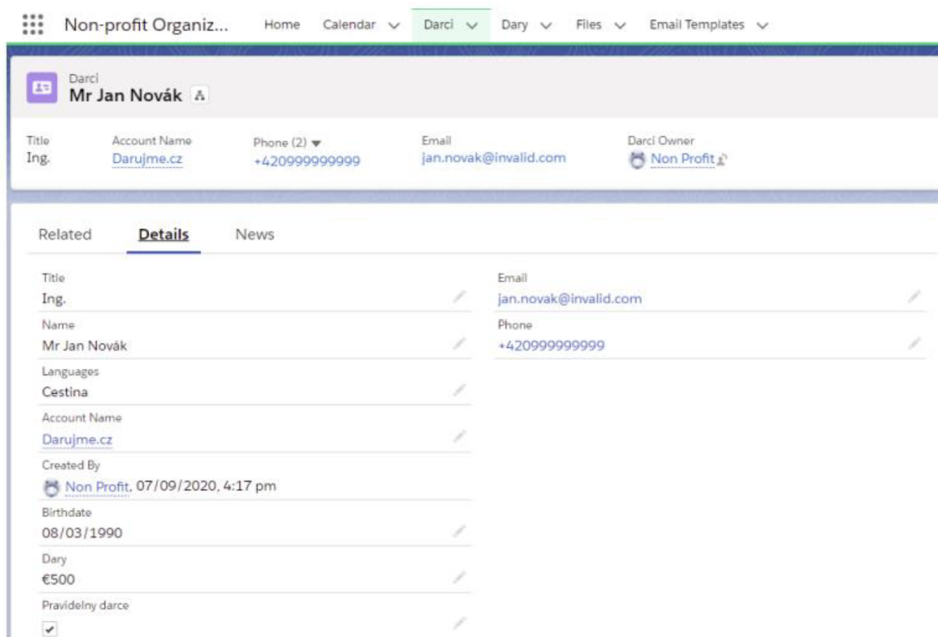 Non-profit Organiz... Home Calendar Darci Dary Files Email Templates
Darci
Mr Jan Novák
Title Account Name Phone (2) Email Darci Owner
Ing. Darujme.cz +420999999999 jan.novak@invalid.com Non Profit
Related Details News
Title Email
Ing. jan.novak@invalid.com
Name Phone
Mr Jan Novák +420999999999
Languages
Cestina
Account Name
Darujme.cz
Created By
Non Profit, 07/09/2020, 4:17 pm
Birthdate
08/03/1990
Dary
€500
Pravidelny darce